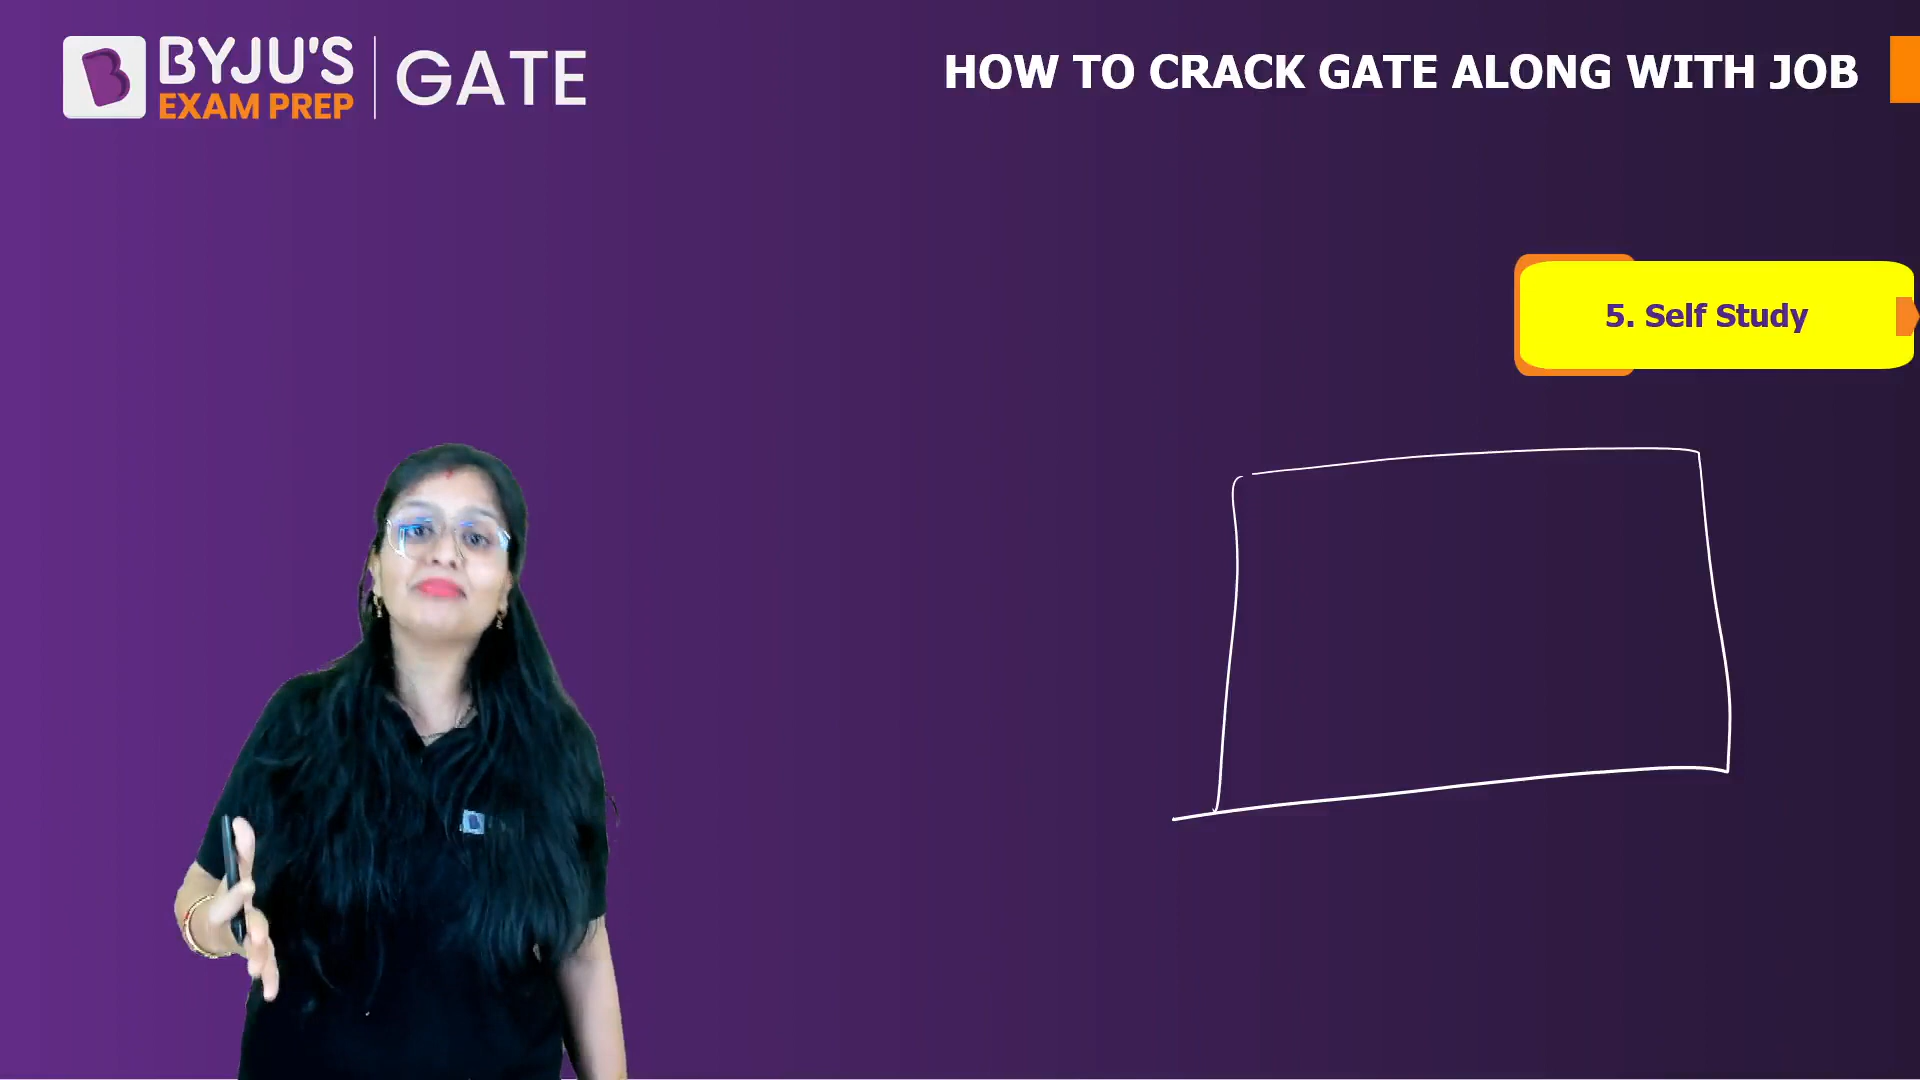 BYJU'S
EXAM PREP
GATE
HOW TO CRACK GATE ALONG WITH JOB
5. Self Study